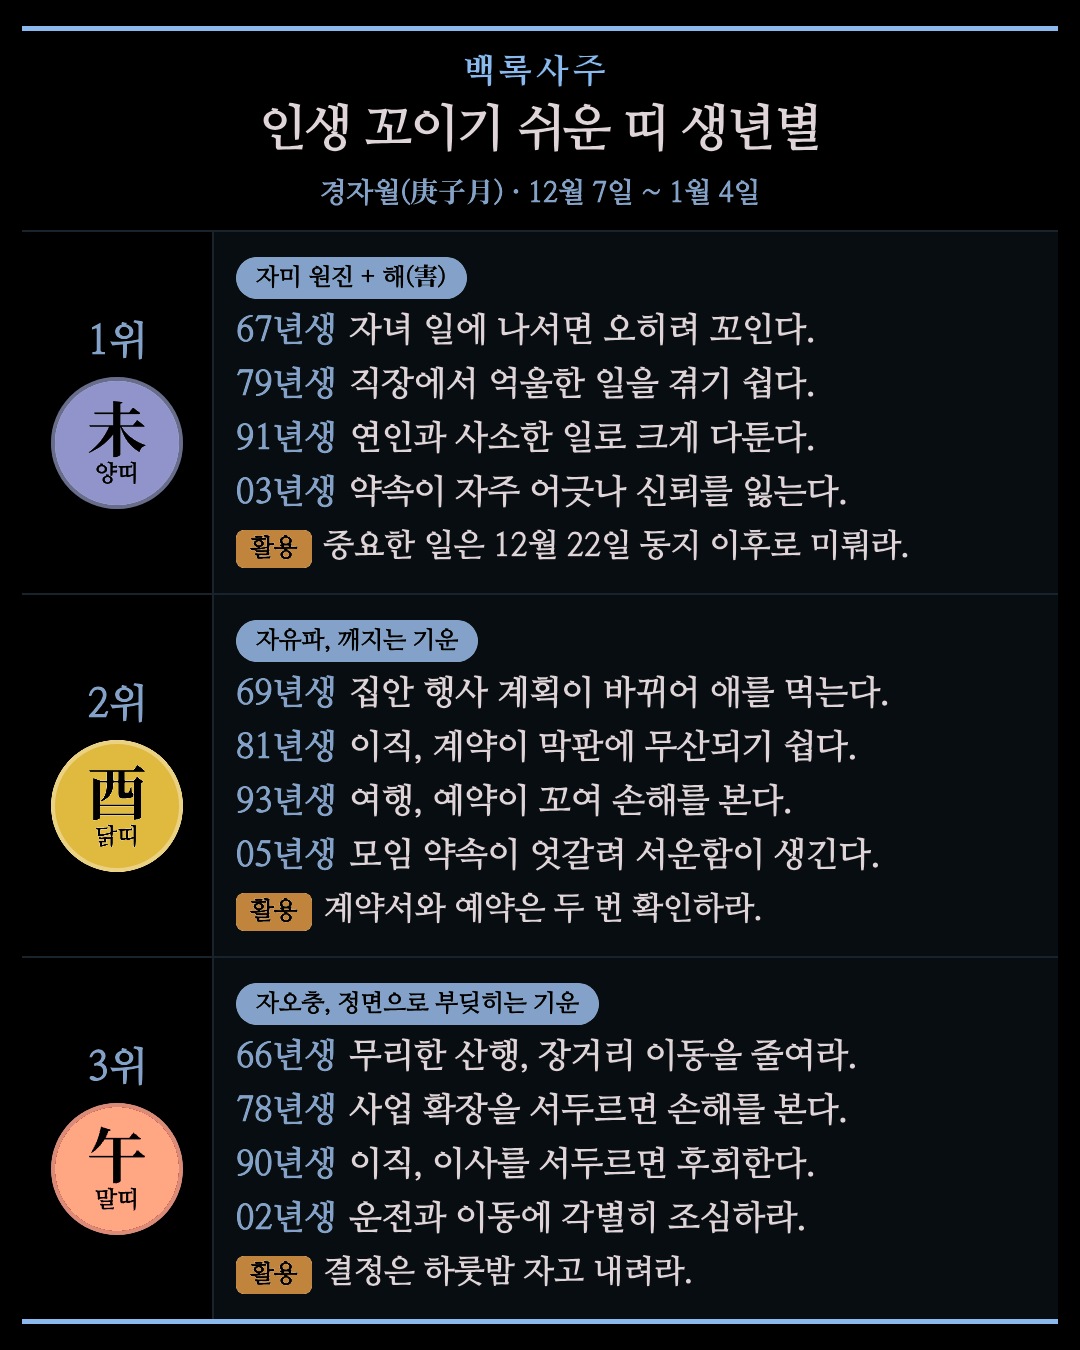 백록사주
인생 꼬이기 쉬운 띠 생년별
경자월(庚子月) · 12월 7일 ~ 1월 4일
1위
未
양띠
자미 원진 + 해(害)
67년생 자녀 일에 나서면 오히려 꼬인다.
79년생 직장에서 억울한 일을 겪기 쉽다.
91년생 연인과 사소한 일로 크게 다툰다.
03년생 약속이 자주 어긋나 신뢰를 잃는다.
활용 중요한 일은 12월 22일 동지 이후로 미뤄라.
2위
酉
닭띠
자유파, 깨지는 기운
69년생 집안 행사 계획이 바뀌어 애를 먹는다.
81년생 이직, 계약이 막판에 무산되기 쉽다.
93년생 여행, 예약이 꼬여 손해를 본다.
05년생 모임 약속이 엇갈려 서운함이 생긴다.
활용 계약서와 예약은 두 번 확인하라.
3위
午
말띠
자오충, 정면으로 부딪히는 기운
66년생 무리한 산행, 장거리 이동을 줄여라.
78년생 사업 확장을 서두르면 손해를 본다.
90년생 이직, 이사를 서두르면 후회한다.
02년생 운전과 이동에 각별히 조심하라.
활용 결정은 하룻밤 자고 내려라.